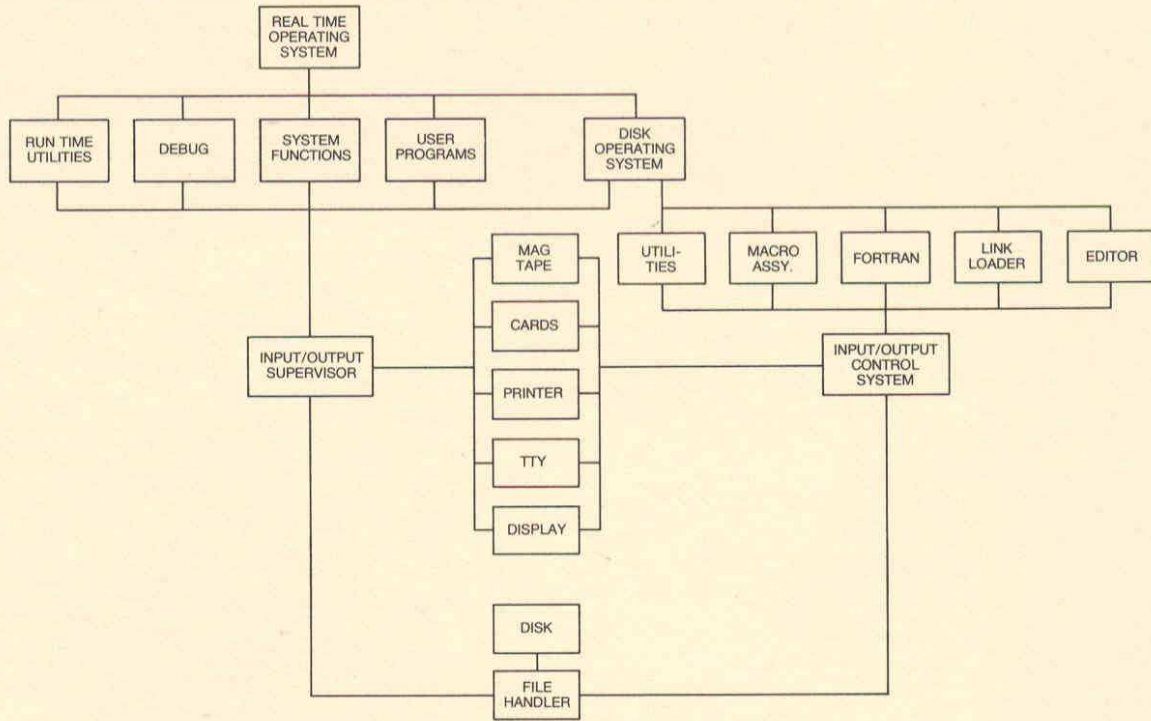 REAL TIME
OPERATING
SYSTEM
RUN TIME
UTILITIES
DEBUG
SYSTEM
FUNCTIONS
USER
PROGRAMS
DISK
OPERATING
SYSTEM
UTILI-
TIES
MACRO
ASSY.
FORTRAN
LINK
LOADER
EDITOR
MAG
TAPE
CARDS
PRINTER
TTY
DISPLAY
INPUT/OUTPUT
SUPERVISOR
INPUT/OUTPUT
CONTROL
SYSTEM
DISK
FILE
HANDLER